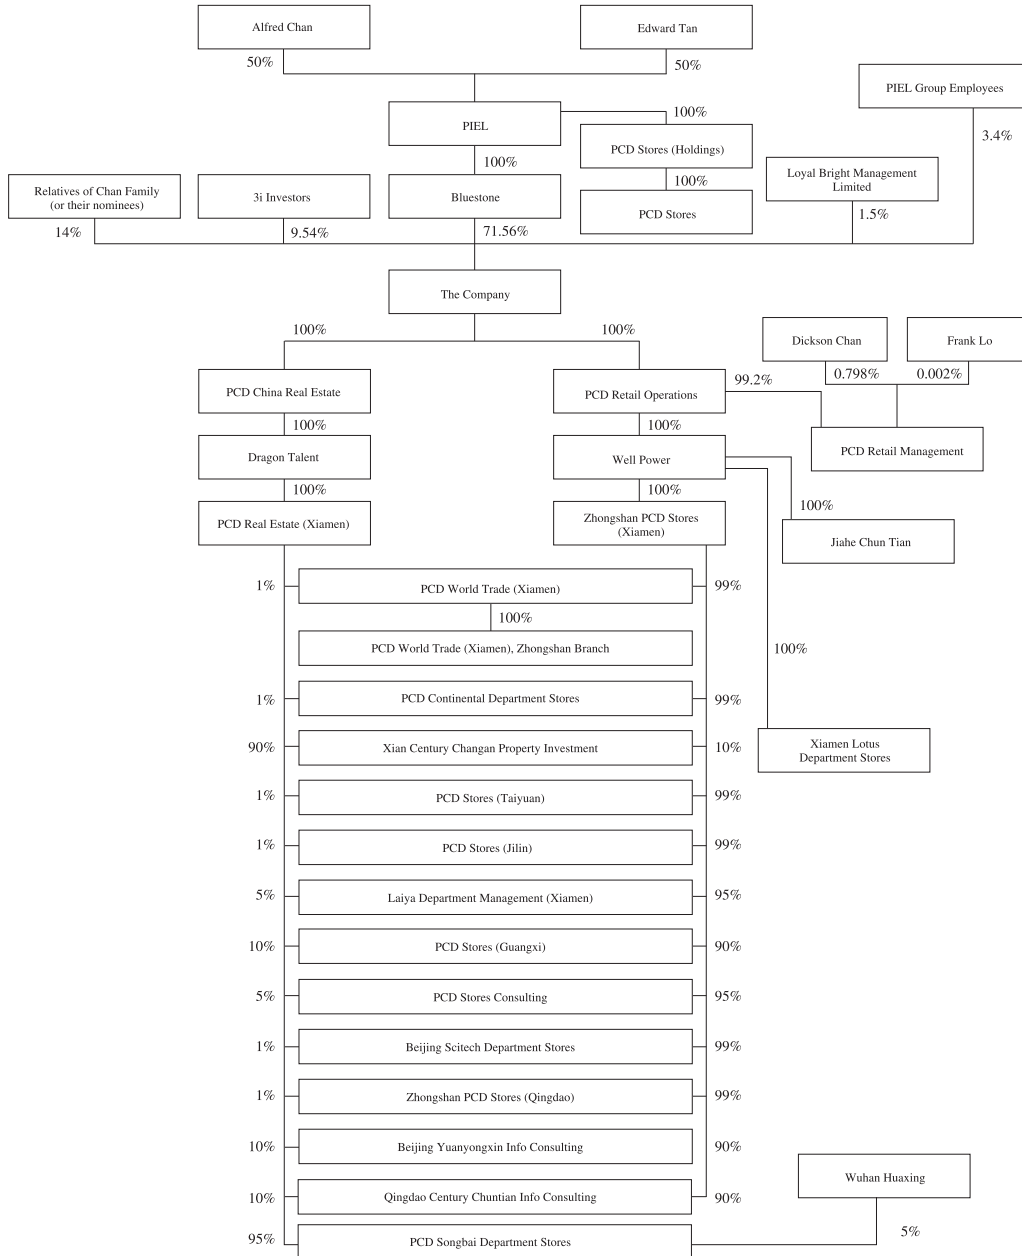 Alfred Chan
Edward Tan
50%
50%
PIEL Group Employees
PIEL
100%
3.4%
PCD Stores (Holdings)
100%
Loyal Bright Management
Limited
100%
Relatives of Chan Family
(or their nominees)
3i Investors
Bluestone
PCD Stores
1.5%
14%
9.54%
71.56%
The Company
100%
100%
Dickson Chan
Frank Lo
99.2%
0.798%
0.002%
PCD China Real Estate
PCD Retail Operations
100%
100%
PCD Retail Management
Dragon Talent
Well Power
100%
100%
100%
PCD Real Estate (Xiamen)
Zhongshan PCD Stores
(Xiamen)
Jiahe Chun Tian
1%
PCD World Trade (Xiamen)
99%
100%
PCD World Trade (Xiamen), Zhongshan Branch
100%
1%
PCD Continental Department Stores
99%
90%
Xian Century Changan Property Investment
10%
Xiamen Lotus
Department Stores
1%
PCD Stores (Taiyuan)
99%
1%
PCD Stores (Jilin)
99%
5%
Laiya Department Management (Xiamen)
95%
10%
PCD Stores (Guangxi)
90%
5%
PCD Stores Consulting
95%
1%
Beijing Scitech Department Stores
99%
1%
Zhongshan PCD Stores (Qingdao)
99%
10%
Beijing Yuanyongxin Info Consulting
90%
Wuhan Huaxing
10%
Qingdao Century Chuntian Info Consulting
90%
5%
95%
PCD Songbai Department Stores